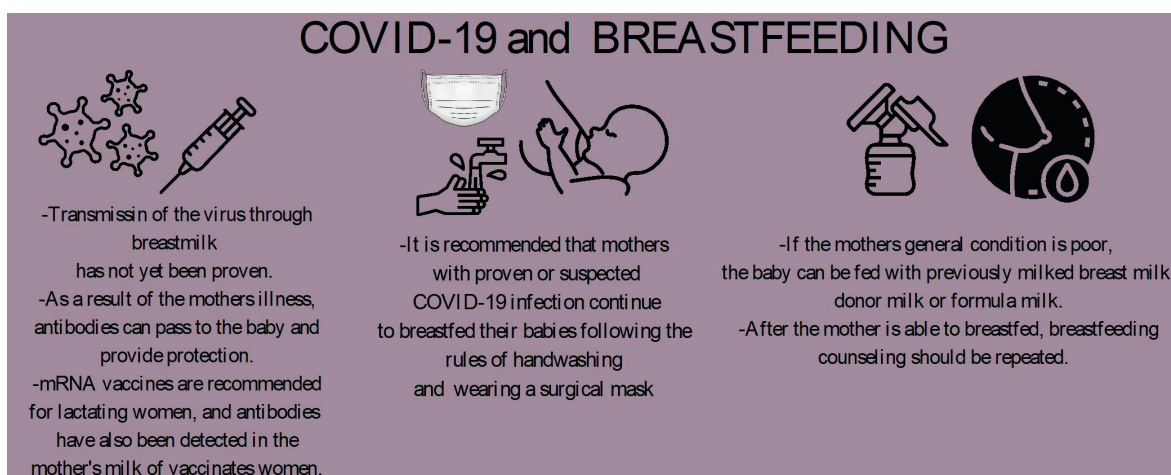 COVID-19 and BREASTFEEDING
-Transmissin of the virus through
breastmilk
has not yet been proven.
-As a result of the mothers illness,
antibodies can pass to the baby and
provide protection.
-mRNA vaccines are recommended
for lactating women, and antibodies
have also been detected in the
mother's milk of vaccinates women.
-It is recommended that mothers
with proven or suspected
COVID-19 infection continue
to breastfed their babies following the
rules of handwashing
and wearing a surgical mask
-If the mothers general condition is poor,
the baby can be fed with previously milked breast milk
donor milk or formula milk.
-After the mother is able to breastfed, breastfeeding
counseling should be repeated.